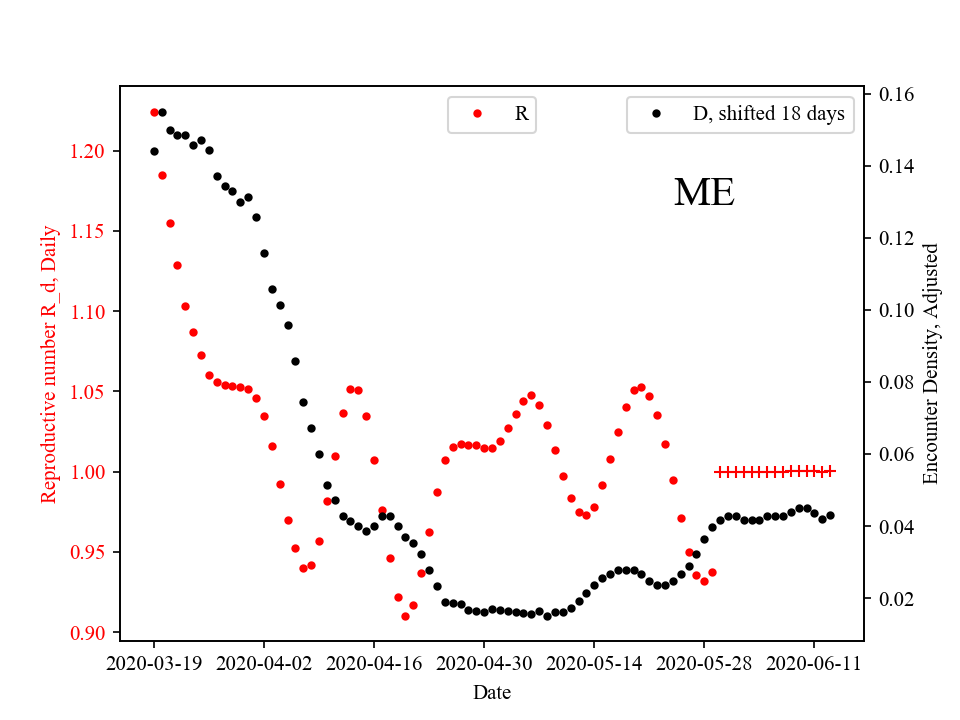 R
D, shifted 18 days
ME
Reproductive number R_d, Daily
1.20
1.15
1.10
1.05
1.00
0.95
0.90
0.16
0.14
0.12
0.10
0.08
0.06
0.04
0.02
Encounter Density, Adjusted
2020-03-19 2020-04-02 2020-04-16 2020-04-30 2020-05-14 2020-05-28 2020-06-11
Date